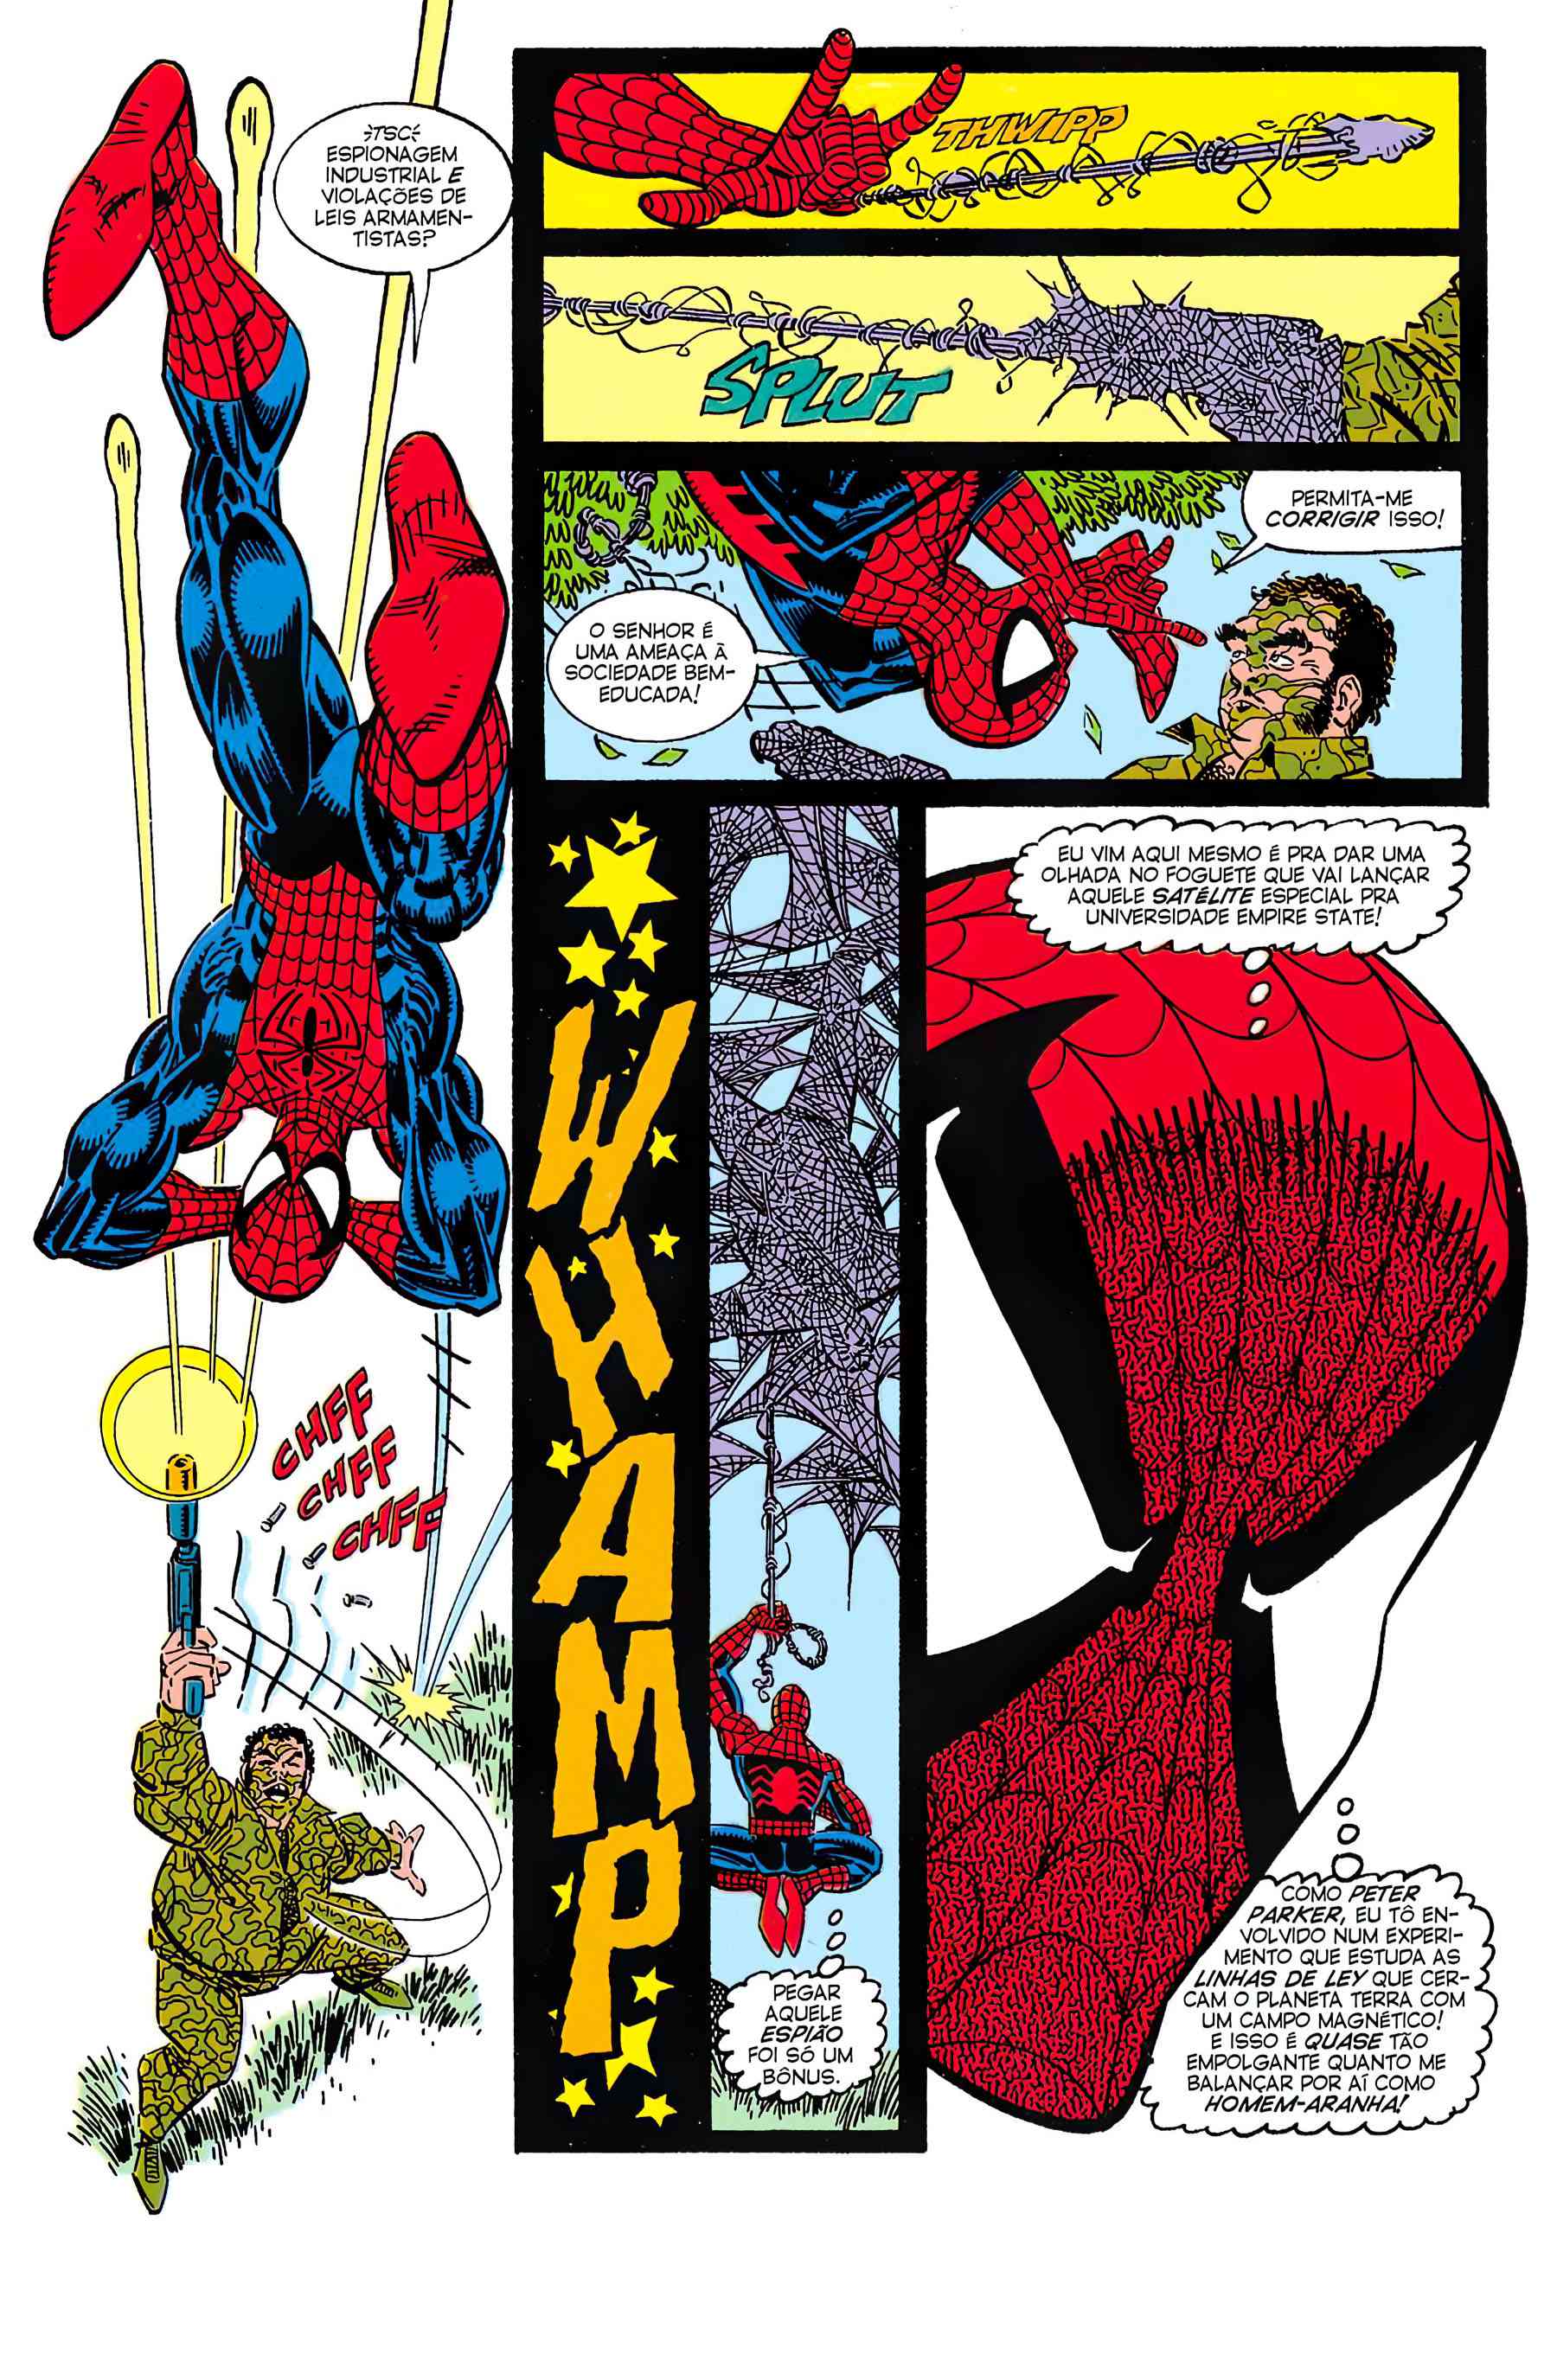 TSC
ESPIONAGEM
INDUSTRIAL E
VIOLAÇÕES DE
LEIS ARMAMEN-
TISTAS?
THWIPP
SPLUT
O SENHOR É
UMA AMEAÇA À
SOCIEDADE BEM-
EDUCADA!
PERMITA-ME
CORRIGIR ISSO!
CHFF
CHFF
CHFF
WHAMP
PEGAR
AQUELE
ESPIÃO
FOI SÓ UM
BÔNUS.
EU VIM AQUI MESMO É PRA DAR UMA
OLHADA NO FOGUETE QUE VAI LANÇAR
AQUELE SATÉLITE ESPECIAL PRA
UNIVERSIDADE EMPIRE STATE!
COMO PETER
PARKER, EU TÔ EN-
VOLVIDO NUM EXPERI-
MENTO QUE ESTUDA AS
LINHAS DE LEY QUE CER-
CAM O PLANETA TERRA COM
UM CAMPO MAGNÉTICO!
E ISSO É QUASE TÃO
EMPOLGANTE QUANTO ME
BALANÇAR POR AÍ COMO
HOMEM-ARANHA!